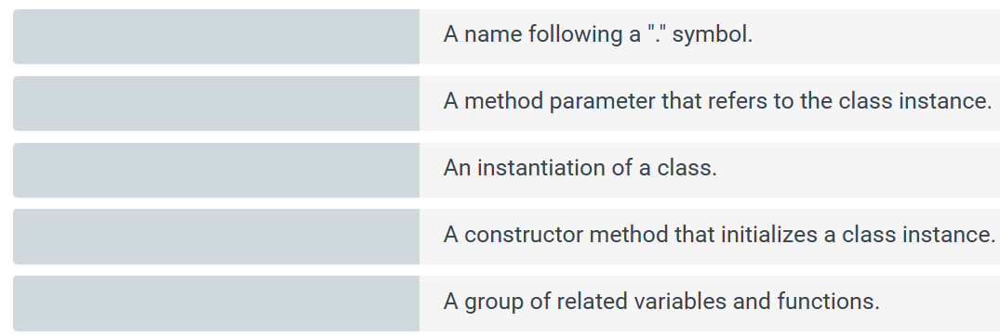 A name following a "." symbol.
A method parameter that refers to the class instance.
An instantiation of a class.
A constructor method that initializes a class instance.
A group of related variables and functions.